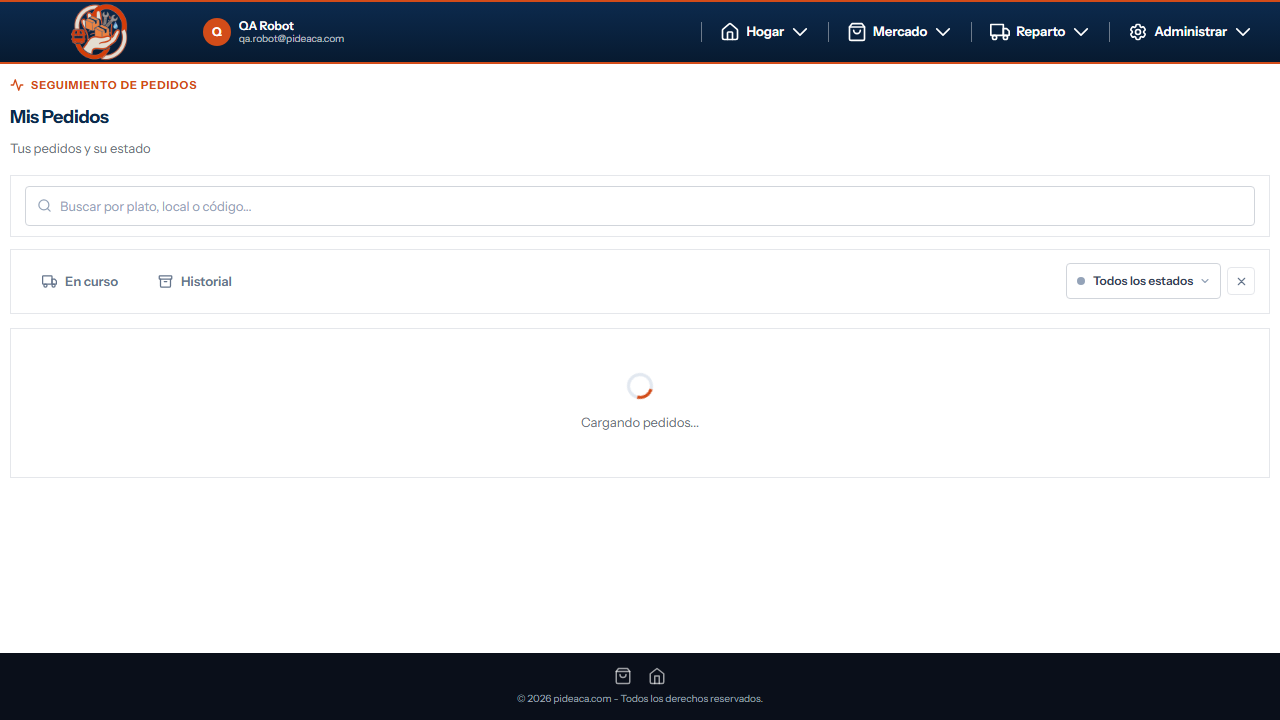 Q
QA Robot
qa.robot@pideaca.com
Hogar
Mercado
Reparto
Administrar
SEGUIMIENTO DE PEDIDOS
Mis Pedidos
Tus pedidos y su estado
Buscar por plato, local o código...
En curso
Historial
Todos los estados
Cargando pedidos...
© 2026 pideaca.com - Todos los derechos reservados.